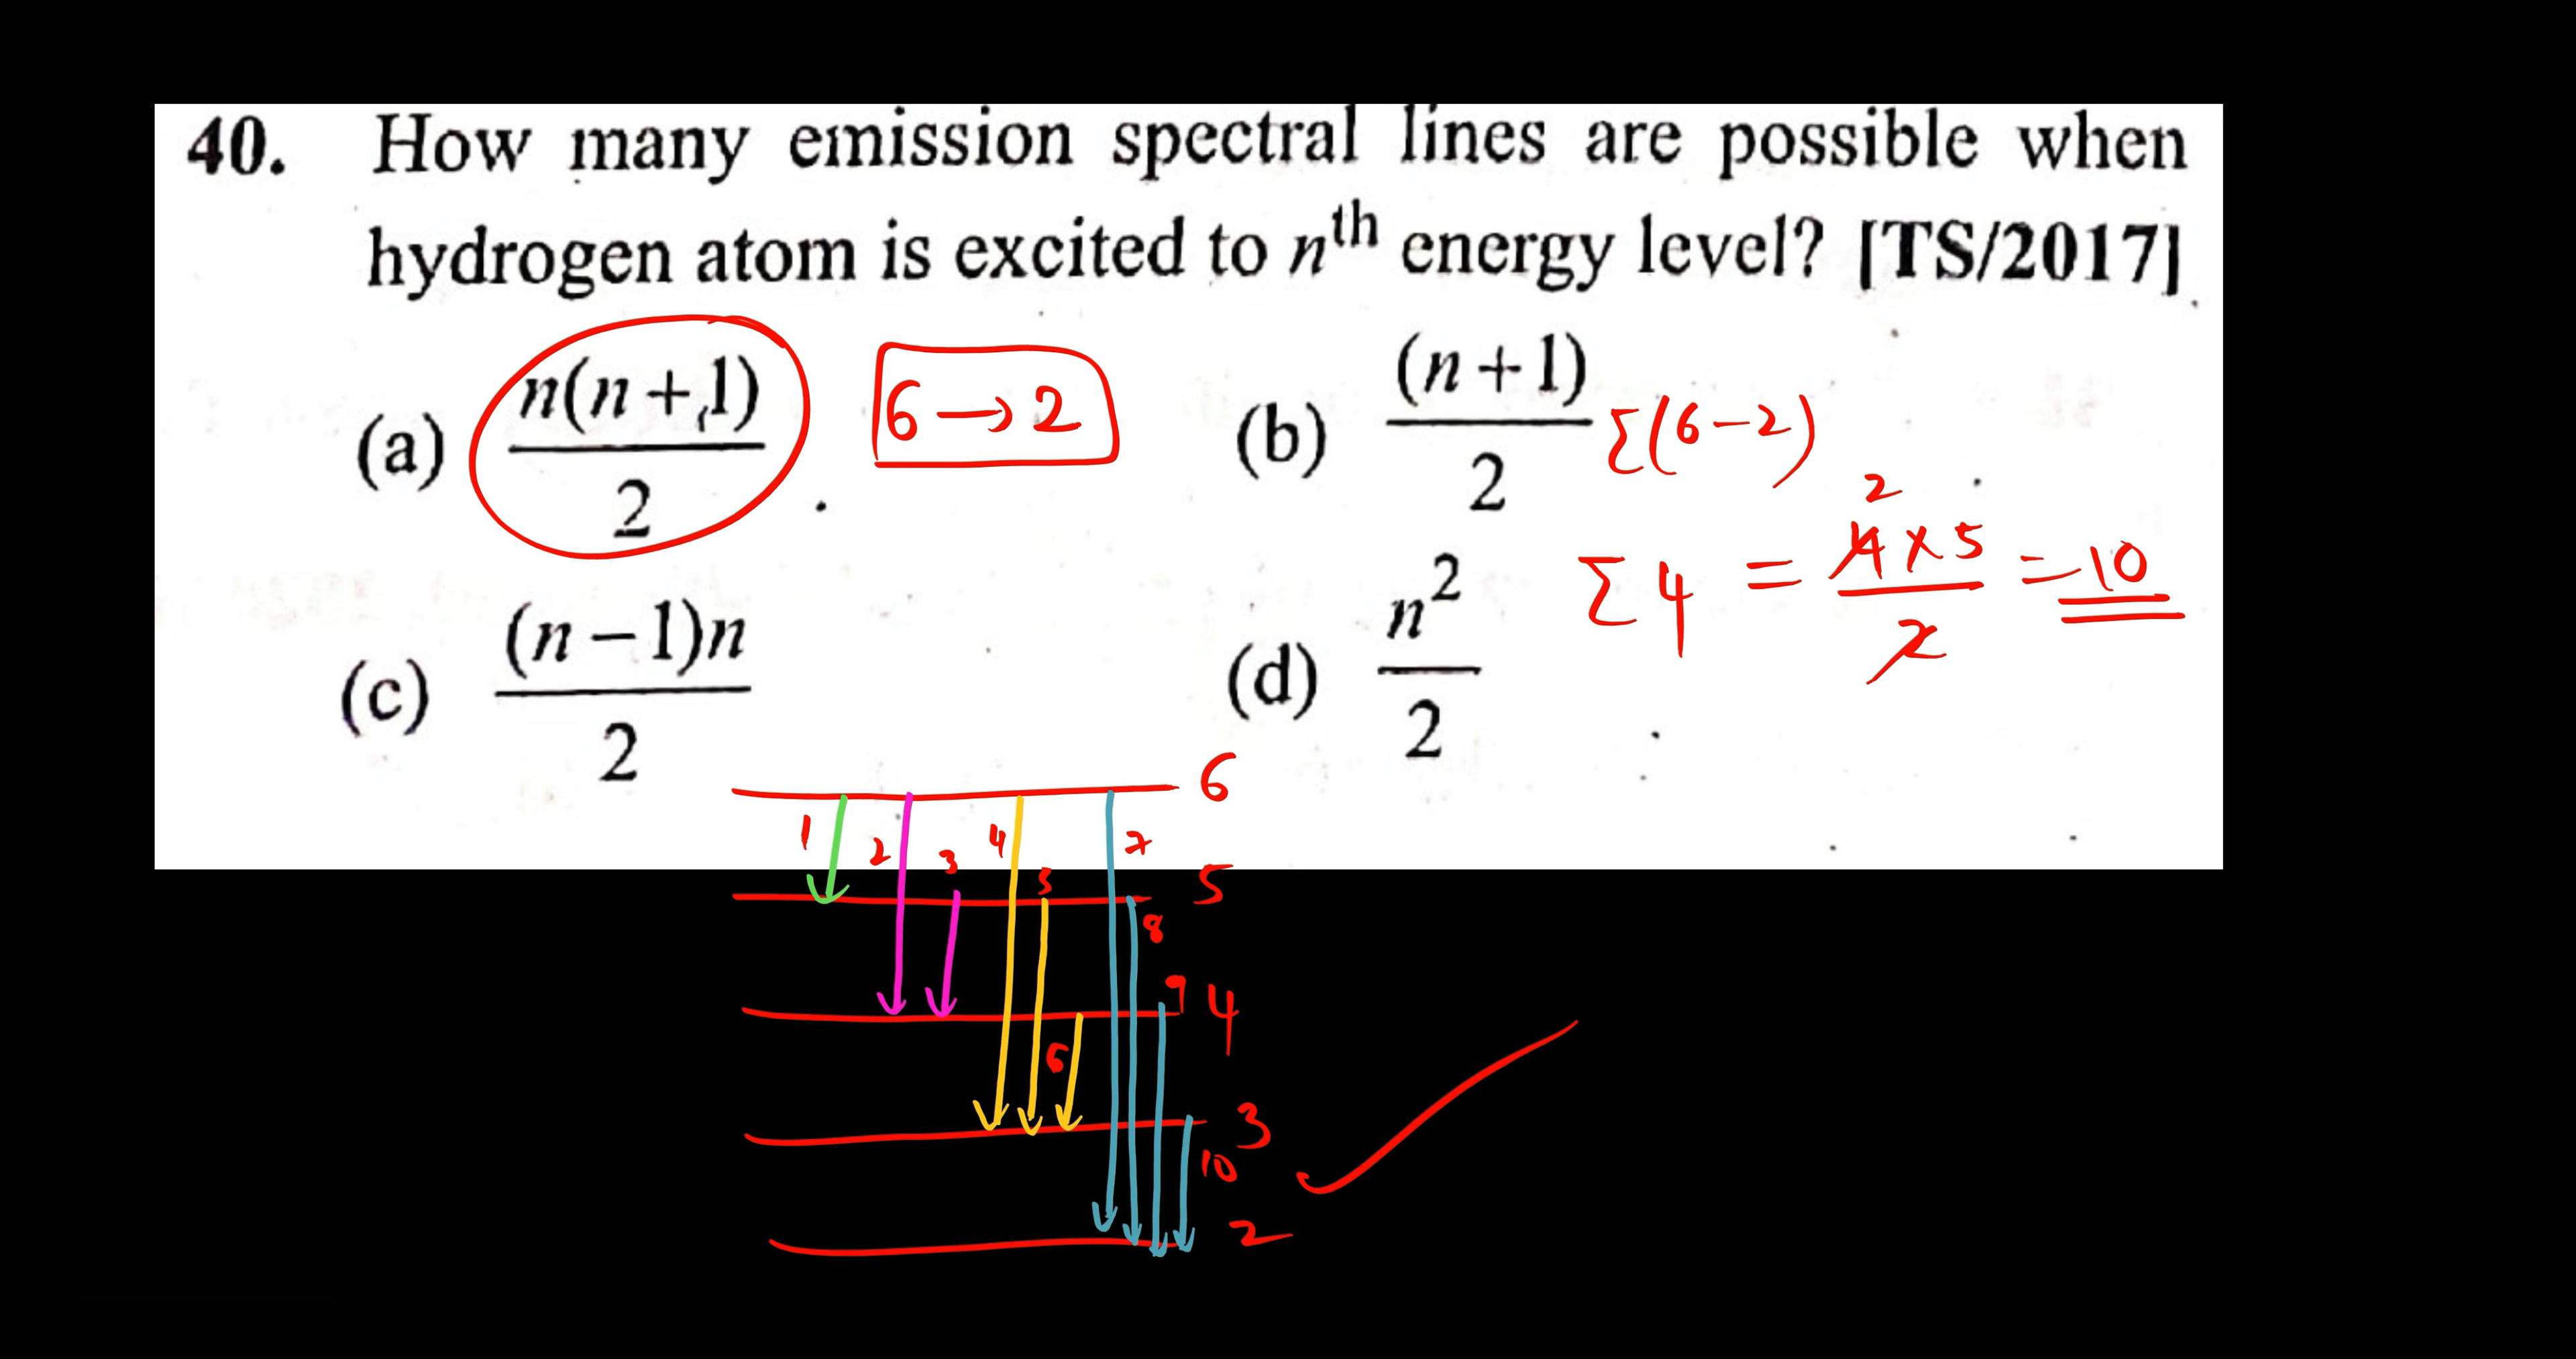 40. How many emission spectral lines are possible when
hydrogen atom is excited to nᵗʰ energy level? [TS/2017]
(a) n(n+1)/2
6 → 2
(b) (n+1)/2
Σ(6-2)
Σ4 = 4×5/2 = 10
2
(c) (n-1)n/2
(d) n²/2
6
1
2
3
4
5
7
5
8
9
4
6
3
10
2